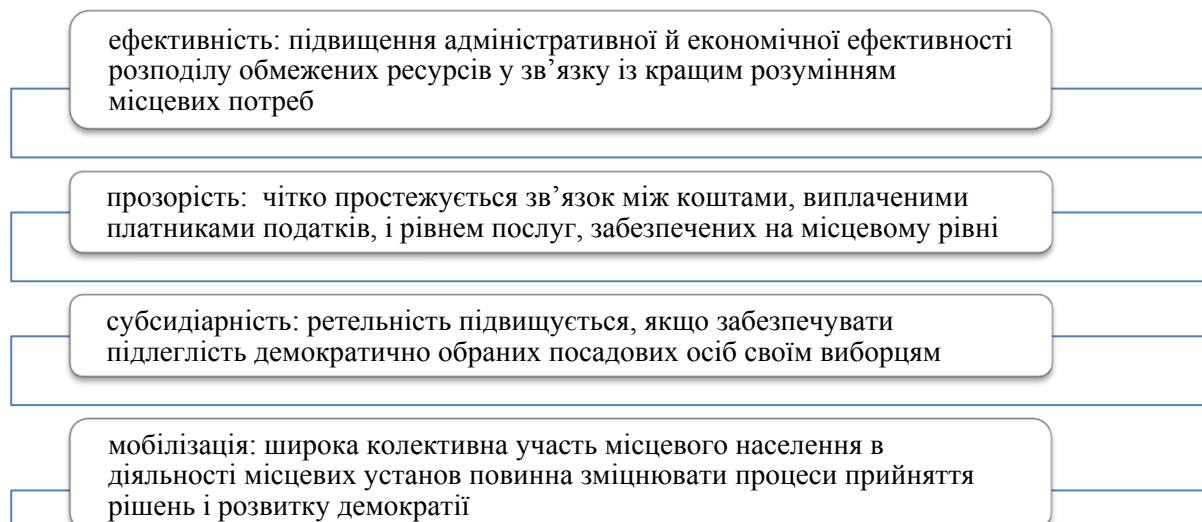 ефективність: підвищення адміністративної й економічної ефективності
розподілу обмежених ресурсів у зв’язку із кращим розумінням
місцевих потреб
прозорість:  чітко простежується зв’язок між коштами, виплаченими
платниками податків, і рівнем послуг, забезпечених на місцевому рівні
субсидіарність: ретельність підвищується, якщо забезпечувати
підлеглість демократично обраних посадових осіб своїм виборцям
мобілізація: широка колективна участь місцевого населення в
діяльності місцевих установ повинна зміцнювати процеси прийняття
рішень і розвитку демократії